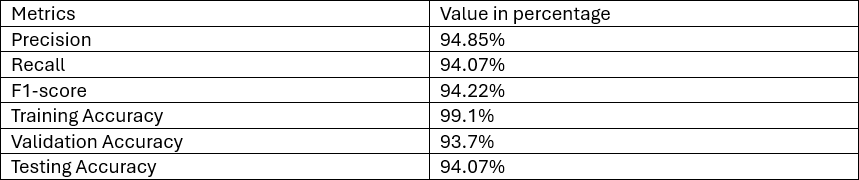 Metrics Value in percentage
Precision 94.85%
Recall 94.07%
F1-score 94.22%
Training Accuracy 99.1%
Validation Accuracy 93.7%
Testing Accuracy 94.07%